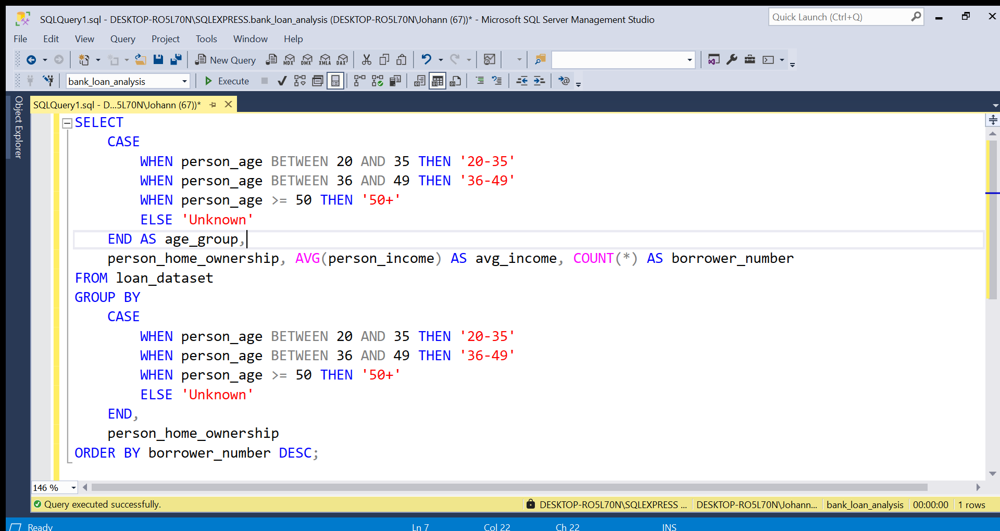 SQLQuery1.sql - DESKTOP-RO5L70N\SQLEXPRESS.bank_loan_analysis (DESKTOP-RO5L70N\Johann (67))* - Microsoft SQL Server Management Studio
Quick Launch (Ctrl+Q)
File Edit View Query Project Tools Window Help
New Query MDX DMX XMLA DAX
bank_loan_analysis Execute
Object Explorer
SQLQuery1.sql - D...5L70N\Johann (67))*
SELECT
    CASE
        WHEN person_age BETWEEN 20 AND 35 THEN '20-35'
        WHEN person_age BETWEEN 36 AND 49 THEN '36-49'
        WHEN person_age >= 50 THEN '50+'
        ELSE 'Unknown'
    END AS age_group,
    person_home_ownership, AVG(person_income) AS avg_income, COUNT(*) AS borrower_number
FROM loan_dataset
GROUP BY
    CASE
        WHEN person_age BETWEEN 20 AND 35 THEN '20-35'
        WHEN person_age BETWEEN 36 AND 49 THEN '36-49'
        WHEN person_age >= 50 THEN '50+'
        ELSE 'Unknown'
    END,
    person_home_ownership
ORDER BY borrower_number DESC;
146 %
Query executed successfully. DESKTOP-RO5L70N\SQLEXPRESS ... DESKTOP-RO5L70N\Johann... bank_loan_analysis 00:00:00 1 rows
Ready Ln 7 Col 22 Ch 22 INS